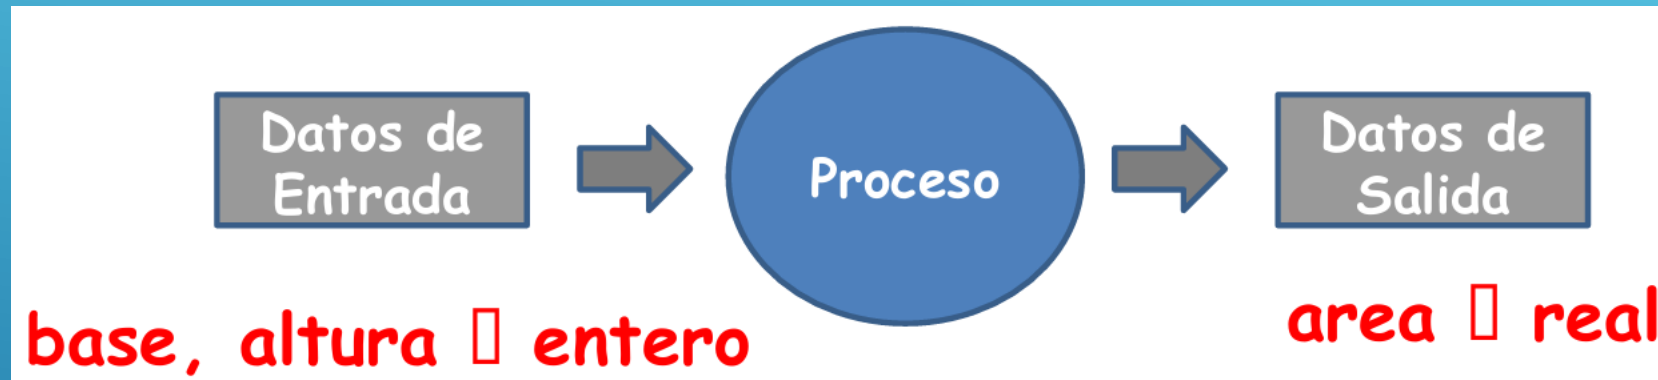 Datos de
Entrada
Proceso
Datos de
Salida
base, altura ▯ entero
area ▯ real